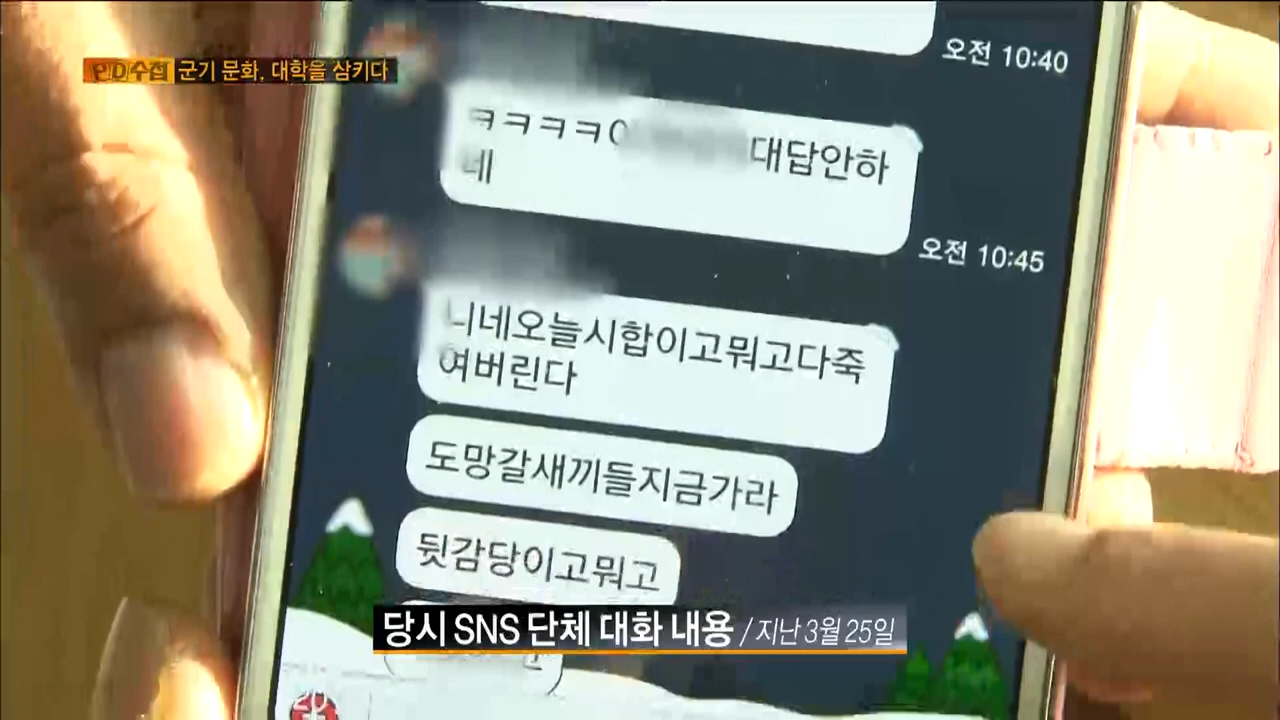 PD수첩 군기 문화, 대학을 삼키다
오전 10:40
ㅋㅋㅋㅋ
대답안하
네
오전 10:45
니네오늘시합이고뭐고다죽
여버린다
도망갈새끼들지금가라
뒷감당이고뭐고
당시 SNS 단체 대화 내용 / 지난 3월 25일